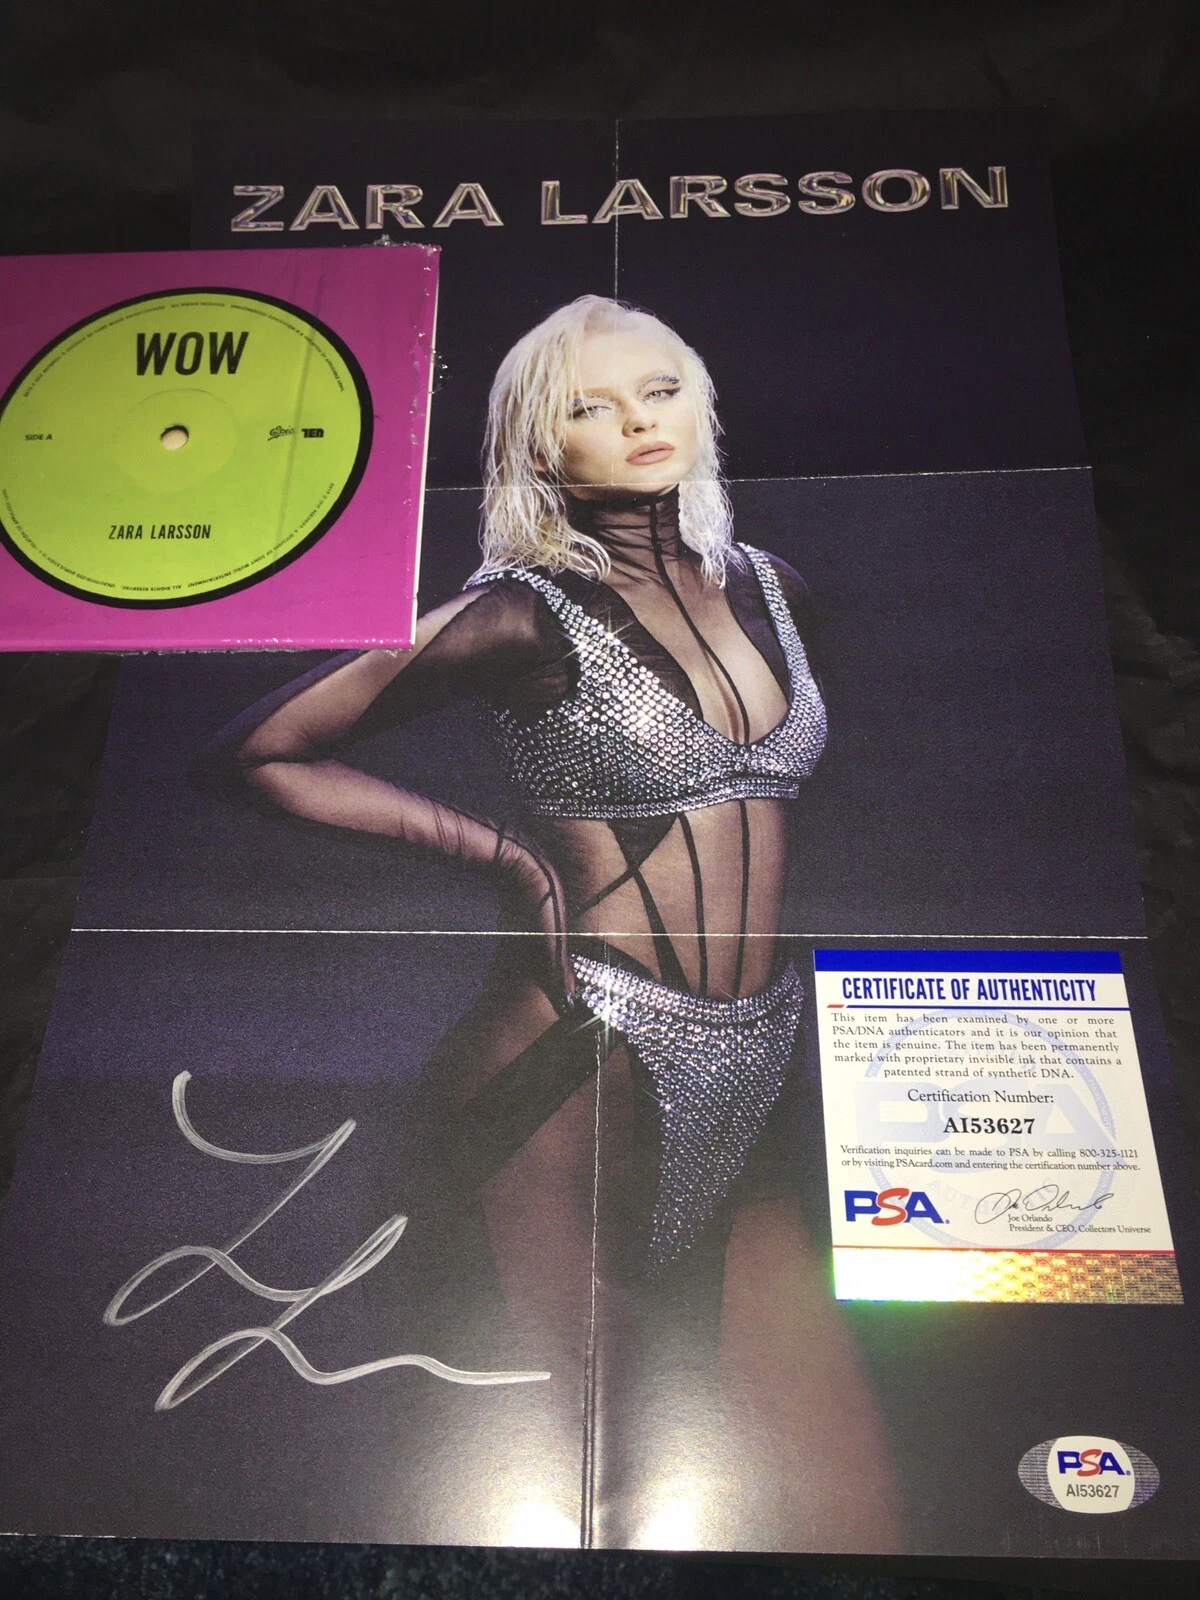 ZARA LARSSON
WOW
SIDE A
Epic TEN
ZARA LARSSON
CERTIFICATE OF AUTHENTICITY
This item has been examined by one or more
PSA/DNA authenticators and it is our opinion that
the item is genuine. The item has been permanently
marked with proprietary invisible ink that contains a
patented strand of synthetic DNA.
Certification Number:
AI53627
Verification inquiries can be made to PSA by calling 800-325-1121
or by visiting PSAcard.com and entering the certification number above.
PSA.
Joe Orlando
President & CEO, Collectors Universe
PSA.
AI53627